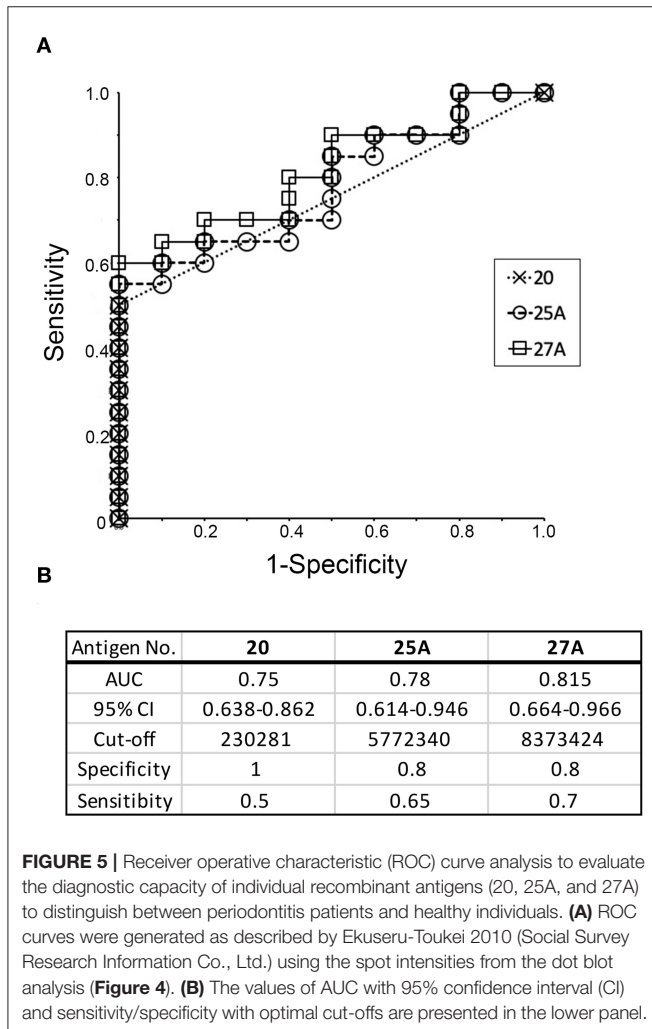 A
1.0
0.8
0.6
0.4
0.2
0
Sensitivity
20
25A
27A
0.2 0.4 0.6 0.8 1.0
1-Specificity
B
Antigen No. 20 25A 27A
AUC 0.75 0.78 0.815
95% CI 0.638-0.862 0.614-0.946 0.664-0.966
Cut-off 230281 5772340 8373424
Specificity 1 0.8 0.8
Sensitibity 0.5 0.65 0.7
FIGURE 5 | Receiver operative characteristic (ROC) curve analysis to evaluate
the diagnostic capacity of individual recombinant antigens (20, 25A, and 27A)
to distinguish between periodontitis patients and healthy individuals. (A) ROC
curves were generated as described by Ekuseru-Toukei 2010 (Social Survey
Research Information Co., Ltd.) using the spot intensities from the dot blot
analysis (Figure 4). (B) The values of AUC with 95% confidence interval (CI)
and sensitivity/specificity with optimal cut-offs are presented in the lower panel.